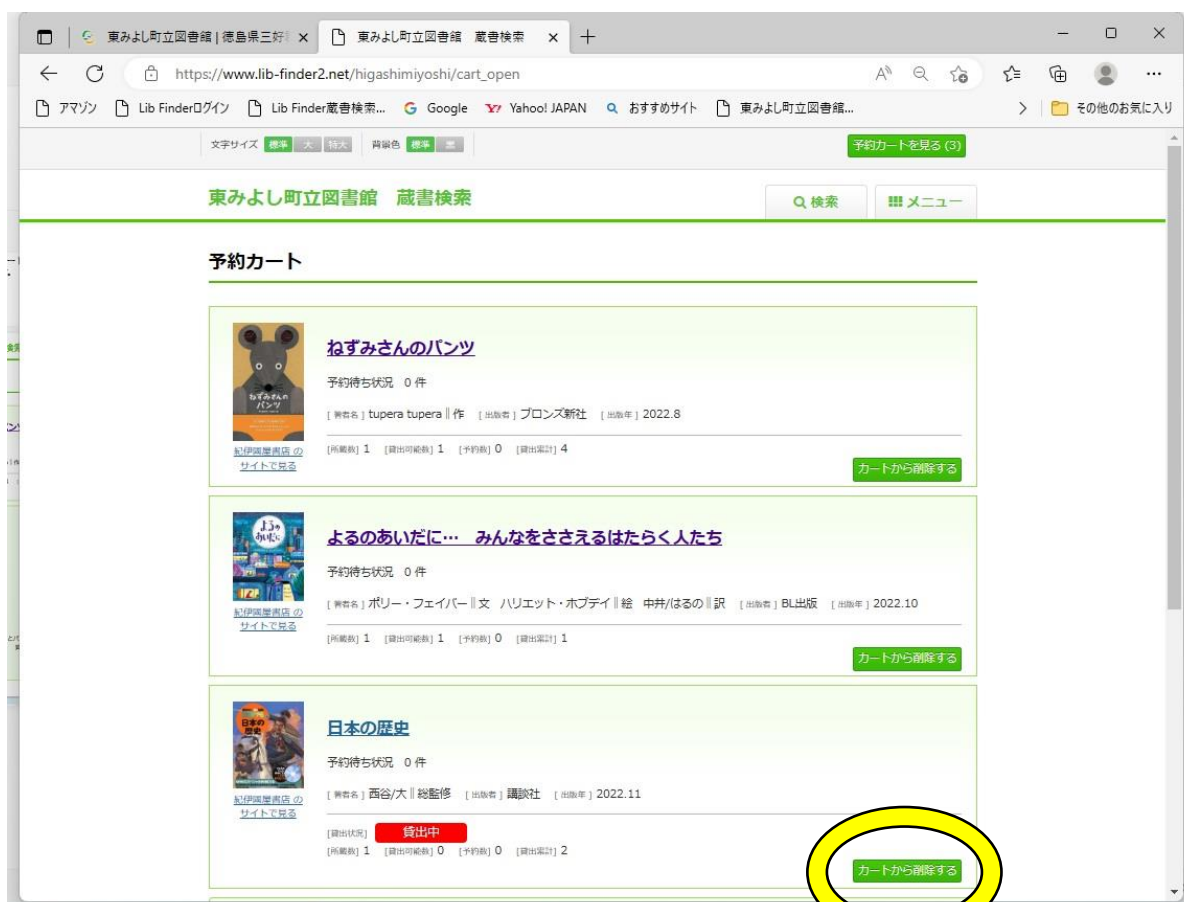 東みよし町立図書館 | 徳島県三好
東みよし町立図書館 蔵書検索
https://www.lib-finder2.net/higashimiyoshi/cart_open
アマゾン Lib Finderログイン Lib Finder蔵書検索... Google Yahoo! JAPAN おすすめサイト 東みよし町立図書館... その他のお気に入り
文字サイズ 標準 大 特大 背景色 標準 黒 予約カートを見る (3)
東みよし町立図書館 蔵書検索 検索 メニュー
予約カート
ねずみさんのパンツ
予約待ち状況 0 件
ねずみさんの
パンツ
[ 著者名 ] tupera tupera‖作 [ 出版者 ] ブロンズ新社 [ 出版年 ] 2022.8
紀伊國屋書店 の
サイトで見る
[所蔵数] 1 [貸出可能数] 1 [予約数] 0 [貸出累計] 4
カートから削除する
よるの
あいだに
よるのあいだに… みんなをささえるはたらく人たち
予約待ち状況 0 件
[ 著者名 ] ポリー・フェイバー‖文 ハリエット・ホブデイ‖絵 中井/はるの‖訳 [ 出版者 ] BL出版 [ 出版年 ] 2022.10
紀伊國屋書店 の
サイトで見る
[所蔵数] 1 [貸出可能数] 1 [予約数] 0 [貸出累計] 1
カートから削除する
日本の
歴史
日本の歴史
予約待ち状況 0 件
[ 著者名 ] 西谷/大‖総監修 [ 出版者 ] 講談社 [ 出版年 ] 2022.11
紀伊國屋書店 の
サイトで見る
[貸出状況] 貸出中
[所蔵数] 1 [貸出可能数] 0 [予約数] 0 [貸出累計] 2
カートから削除する